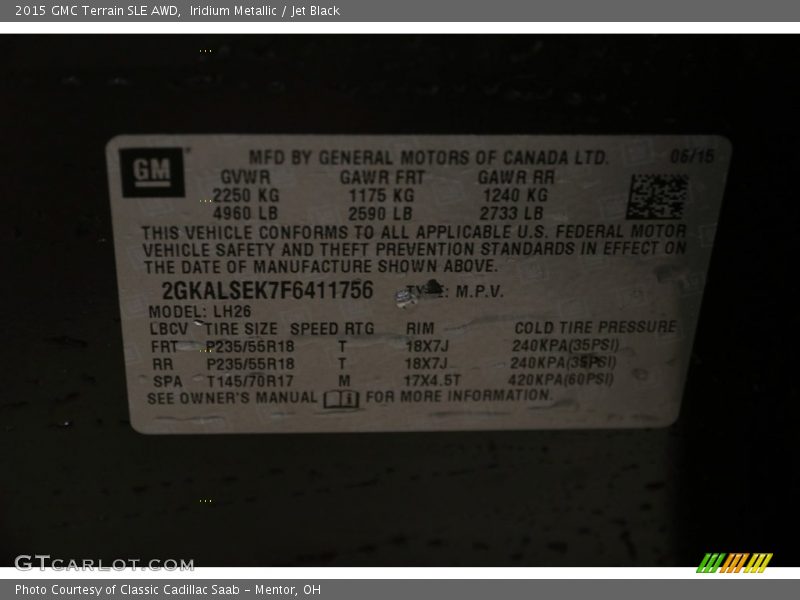 2015 GMC Terrain SLE AWD,  Iridium Metallic / Jet Black
GM
MFD BY GENERAL MOTORS OF CANADA LTD. 06/15
GVWR GAWR FRT GAWR RR
2250 KG 1175 KG 1240 KG
4960 LB 2590 LB 2733 LB
THIS VEHICLE CONFORMS TO ALL APPLICABLE U.S. FEDERAL MOTOR
VEHICLE SAFETY AND THEFT PREVENTION STANDARDS IN EFFECT ON
THE DATE OF MANUFACTURE SHOWN ABOVE.
2GKALSEK7F6411756 TYPE: M.P.V.
MODEL: LH26
LBCV TIRE SIZE SPEED RTG RIM COLD TIRE PRESSURE
FRT P235/55R18 T 18X7J 240KPA(35PSI)
RR P235/55R18 T 18X7J 240KPA(35PSI)
SPA T145/70R17 M 17X4.5T 420KPA(60PSI)
SEE OWNER'S MANUAL FOR MORE INFORMATION.
GTCARLOT.COM
Photo Courtesy of Classic Cadillac Saab - Mentor, OH